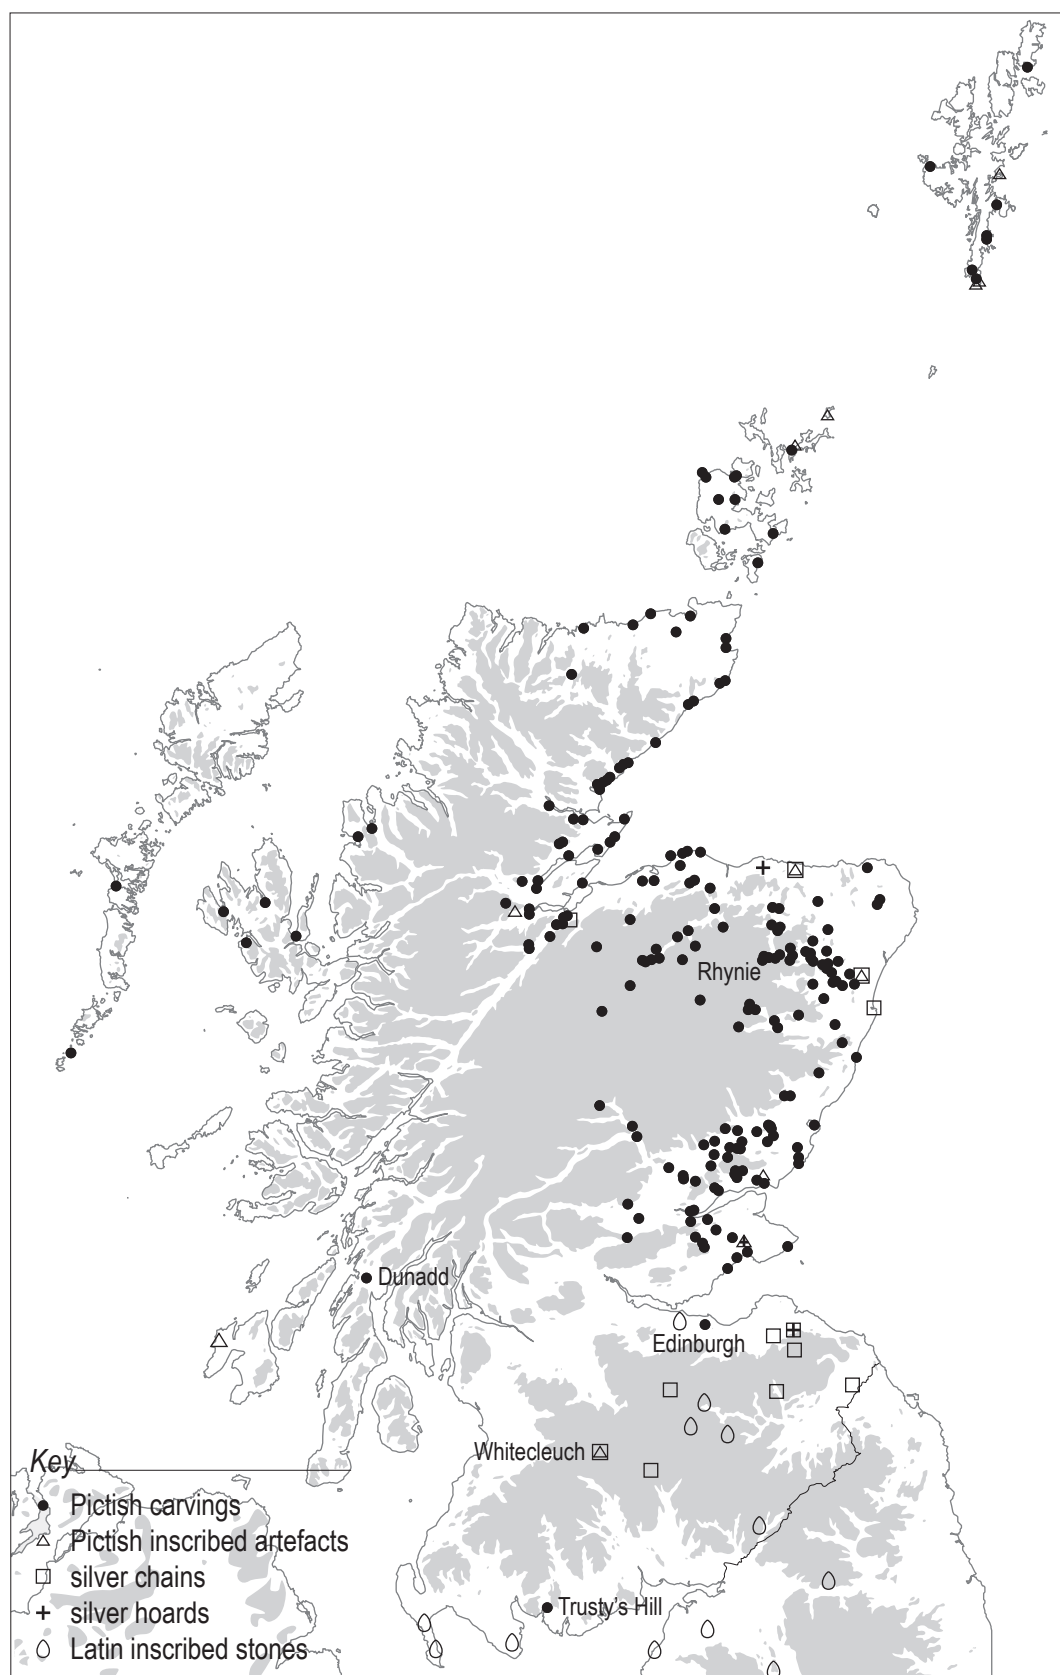 Rhynie
Dunadd
Edinburgh
Whitecleuch
Key
Pictish carvings
Pictish inscribed artefacts
silver chains
silver hoards
Latin inscribed stones
Trusty's Hill